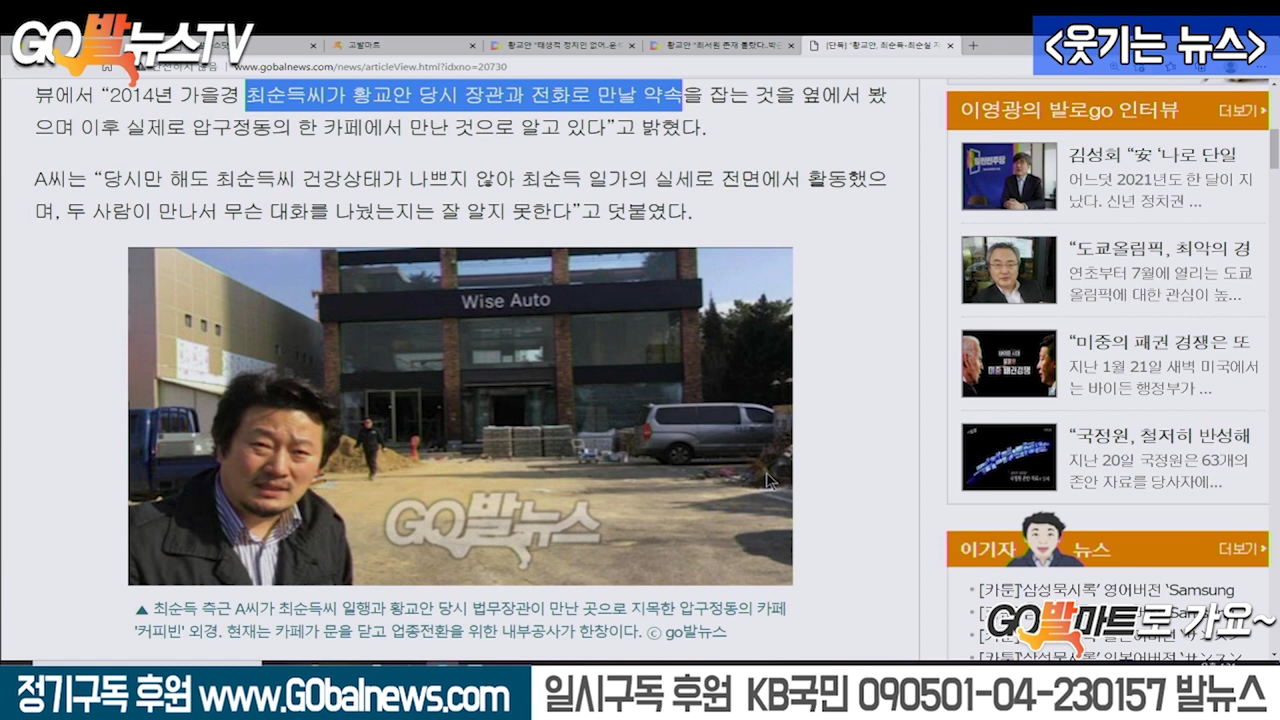 GO발뉴스TV
<웃기는 뉴스>
고발마트
www.gobalnews.com/news/articleView.html?idxno=20730
뷰에서 “2014년 가을경 최순득씨가 황교안 당시 장관과 전화로 만날 약속을 잡는 것을 옆에서 봤
으며 이후 실제로 압구정동의 한 카페에서 만난 것으로 알고 있다”고 밝혔다.
A씨는 “당시만 해도 최순득씨 건강상태가 나쁘지 않아 최순득 일가의 실세로 전면에서 활동했으
며, 두 사람이 만나서 무슨 대화를 나눴는지는 잘 알지 못한다”고 덧붙였다.
Wise Auto
GO발뉴스
▲ 최순득 측근 A씨가 최순득씨 일행과 황교안 당시 법무장관이 만난 곳으로 지목한 압구정동의 카페
'커피빈' 외경. 현재는 카페가 문을 닫고 업종전환을 위한 내부공사가 한창이다. ⓒ go발뉴스
이영광의 발로go 인터뷰 더보기
김성회 “安 ‘나로 단일
어느덧 2021년도 한 달이 지
났다. 신년 정치권 ...
“도쿄올림픽, 최악의 경
연초부터 7월에 열리는 도쿄
올림픽에 대한 관심이 높...
“미중의 패권 경쟁은 또
지난 1월 21일 새벽 미국에서
는 바이든 행정부가 ...
“국정원, 철저히 반성해
지난 20일 국정원은 63개의
존안 자료를 당사자에...
이기자 뉴스 더보기
[카툰]‘삼성묵시록’ 영어버전 ‘Samsung
GO발마트로 가요~
정기구독 후원 www.GObalnews.com 일시구독 후원 KB국민 090501-04-230157 발뉴스